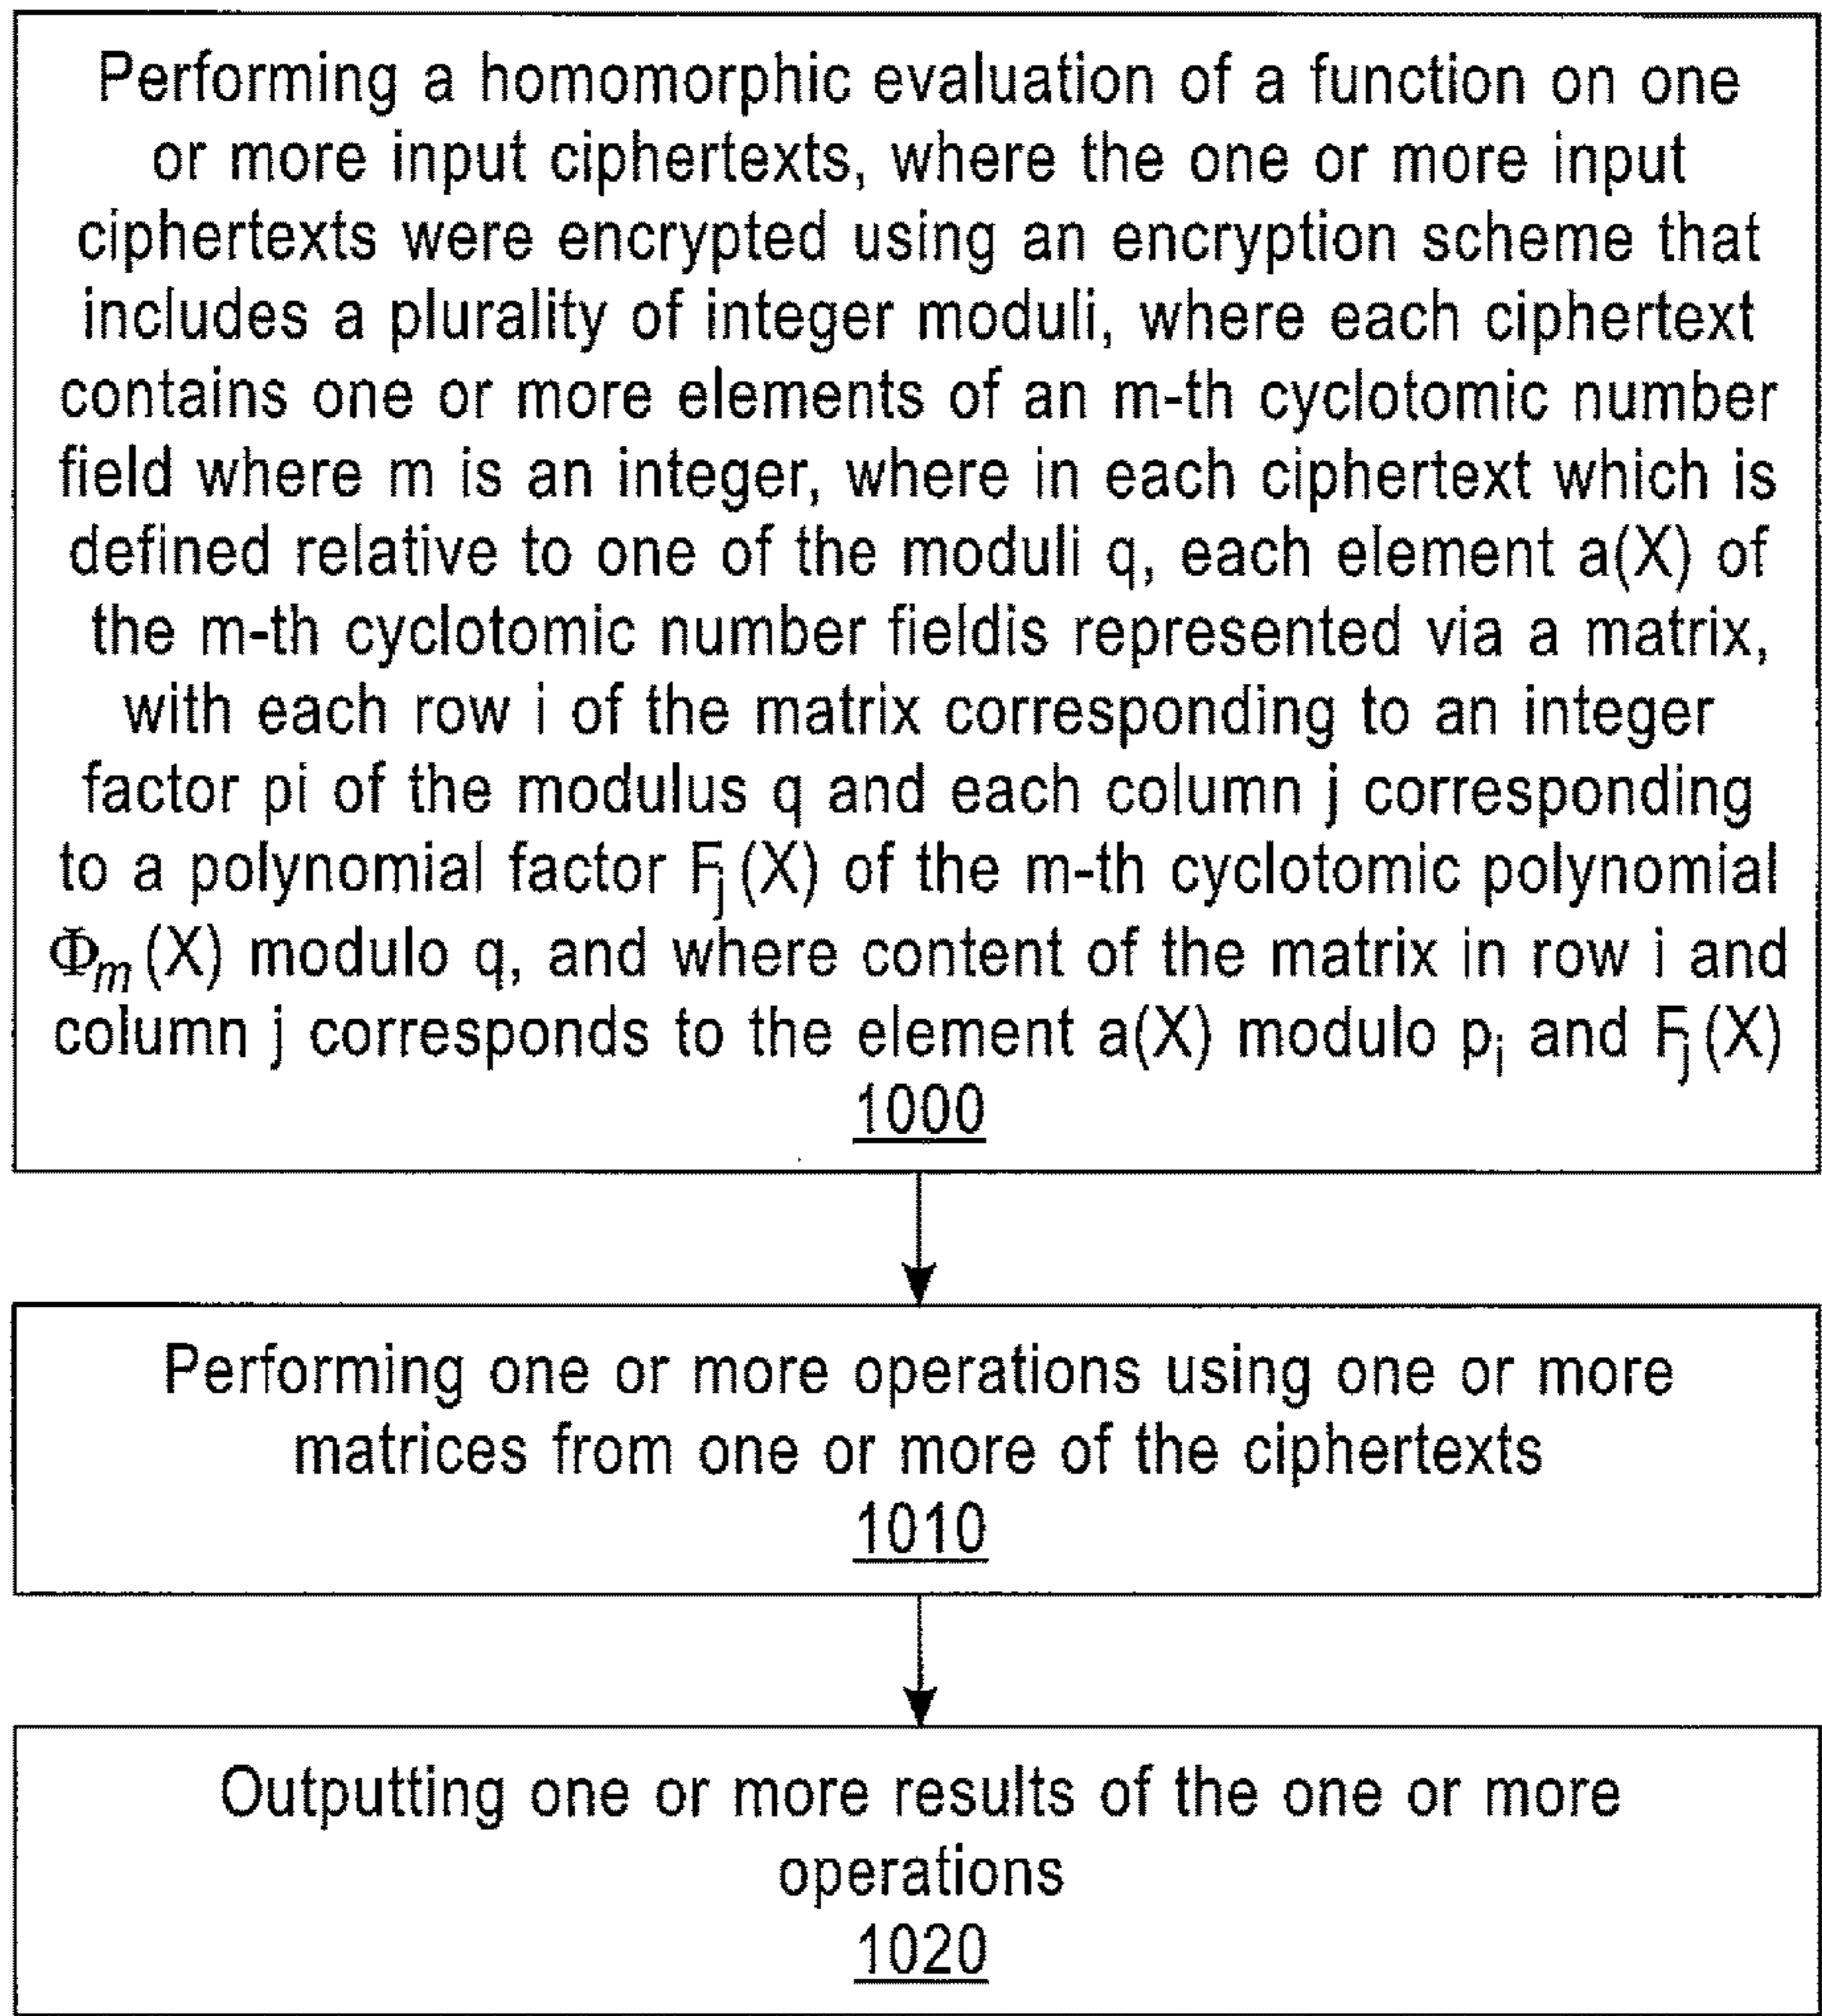 Performing a homomorphic evaluation of a function on one
or more input ciphertexts, where the one or more input
ciphertexts were encrypted using an encryption scheme that
includes a plurality of integer moduli, where each ciphertext
contains one or more elements of an m-th cyclotomic number
field where m is an integer, where in each ciphertext which is
defined relative to one of the moduli q, each element a(X) of
the m-th cyclotomic number fieldis represented via a matrix,
with each row i of the matrix corresponding to an integer
factor pi of the modulus q and each column j corresponding
to a polynomial factor F_j(X) of the m-th cyclotomic polynomial
Φ_m(X) modulo q, and where content of the matrix in row i and
column j corresponds to the element a(X) modulo p_i and F_j(X)
1000
Performing one or more operations using one or more
matrices from one or more of the ciphertexts
1010
Outputting one or more results of the one or more
operations
1020